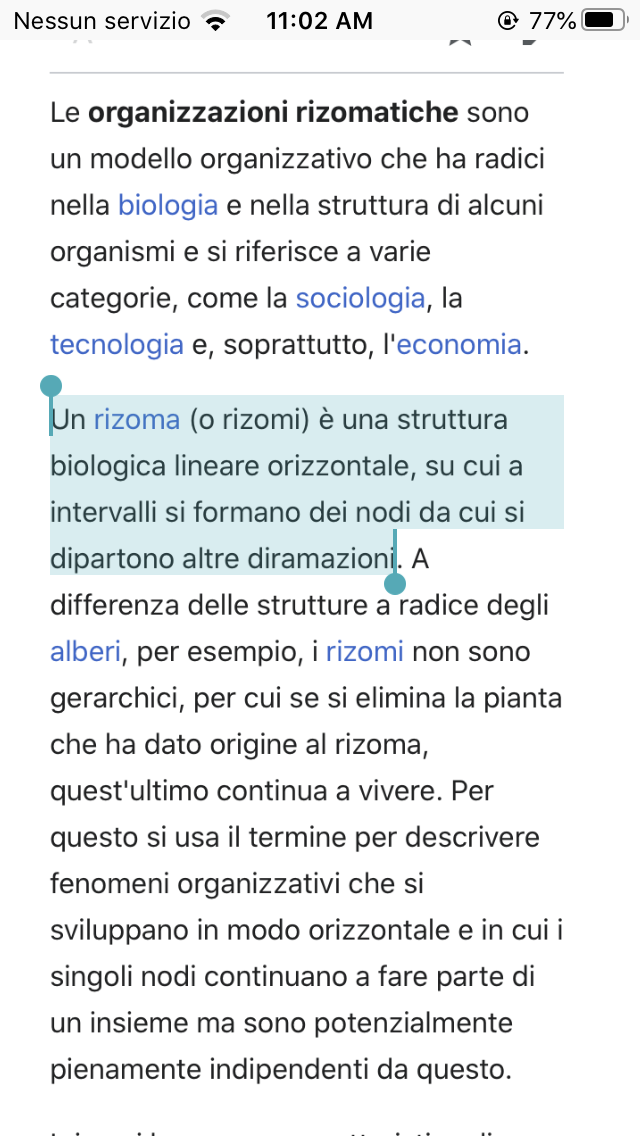 Nessun servizio 11:02 AM 77%
Le organizzazioni rizomatiche sono
un modello organizzativo che ha radici
nella biologia e nella struttura di alcuni
organismi e si riferisce a varie
categorie, come la sociologia, la
tecnologia e, soprattutto, l'economia.
Un rizoma (o rizomi) è una struttura
biologica lineare orizzontale, su cui a
intervalli si formano dei nodi da cui si
dipartono altre diramazioni. A
differenza delle strutture a radice degli
alberi, per esempio, i rizomi non sono
gerarchici, per cui se si elimina la pianta
che ha dato origine al rizoma,
quest'ultimo continua a vivere. Per
questo si usa il termine per descrivere
fenomeni organizzativi che si
sviluppano in modo orizzontale e in cui i
singoli nodi continuano a fare parte di
un insieme ma sono potenzialmente
pienamente indipendenti da questo.